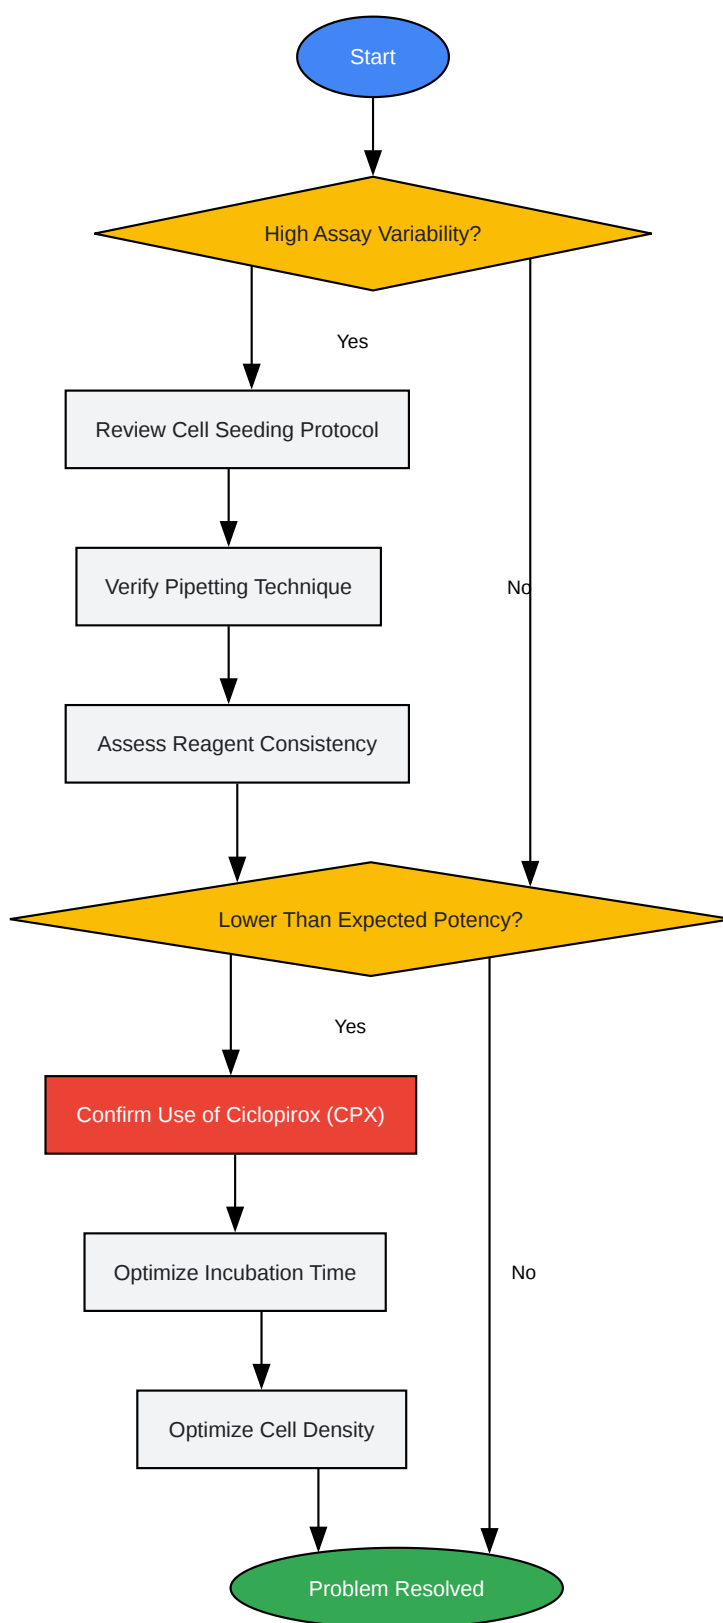 Start
High Assay Variability?
Yes
Review Cell Seeding Protocol
Verify Pipetting Technique
No
Assess Reagent Consistency
Lower Than Expected Potency?
Yes
Confirm Use of Ciclopirox (CPX)
Optimize Incubation Time
No
Optimize Cell Density
Problem Resolved